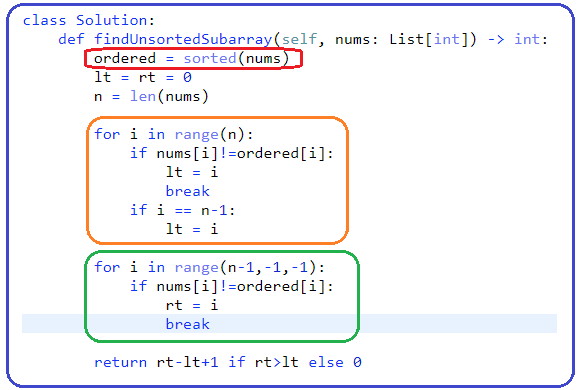 class Solution:
    def findUnsortedSubarray(self, nums: List[int]) -> int:
        ordered = sorted(nums)
        lt = rt = 0
        n = len(nums)
        for i in range(n):
            if nums[i]!=ordered[i]:
                lt = i
                break
            if i == n-1:
                lt = i
        for i in range(n-1,-1,-1):
            if nums[i]!=ordered[i]:
                rt = i
                break
        return rt-lt+1 if rt>lt else 0